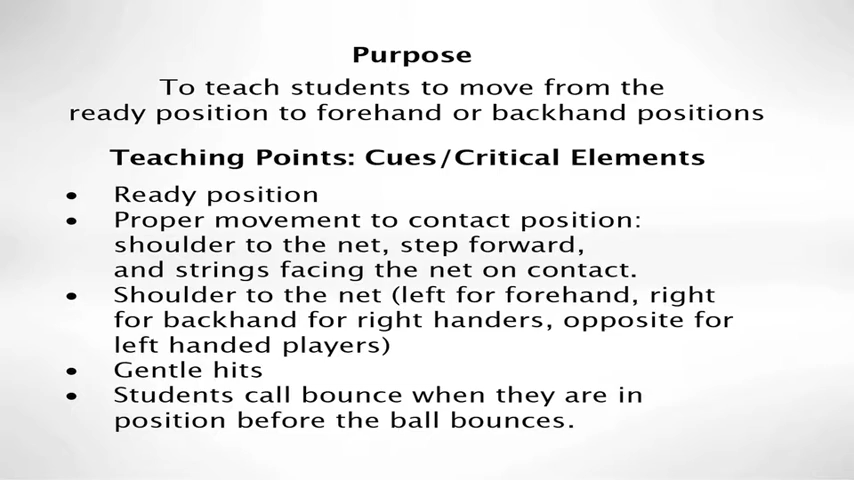 Purpose
To teach students to move from the
ready position to forehand or backhand positions
Teaching Points: Cues/Critical Elements
• Ready position
• Proper movement to contact position:
shoulder to the net, step forward,
and strings facing the net on contact.
• Shoulder to the net (left for forehand, right
for backhand for right handers, opposite for
left handed players)
• Gentle hits
• Students call bounce when they are in
position before the ball bounces.